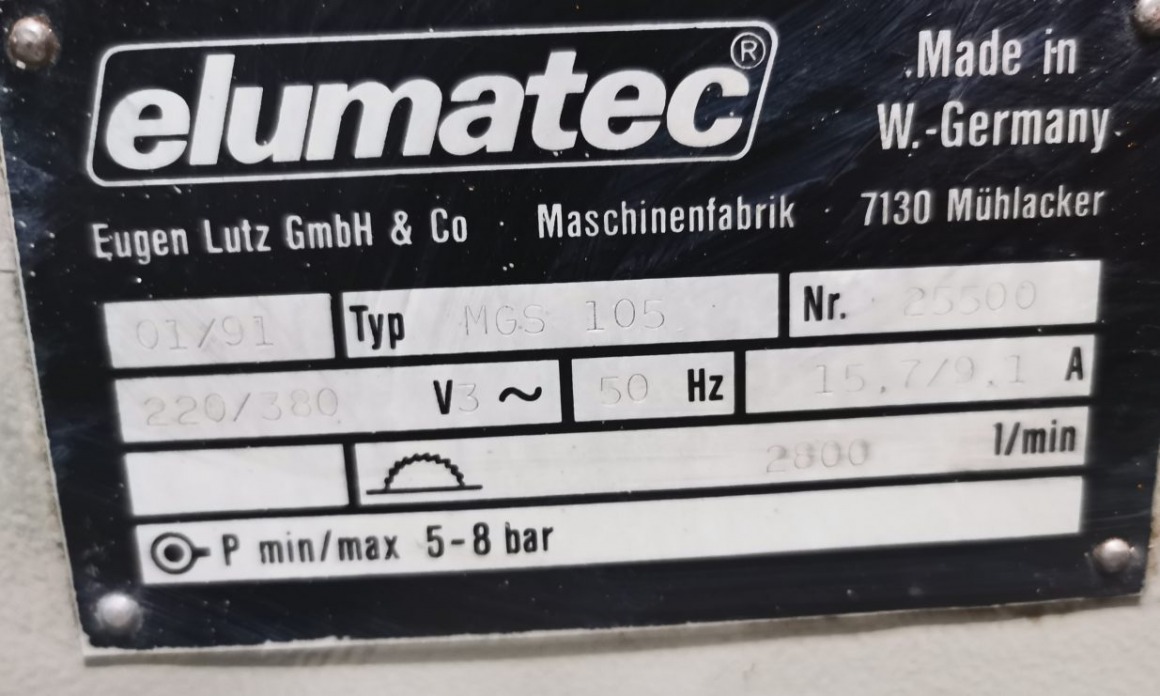 elumatec®
Made in
W.-Germany
Eugen Lutz GmbH & Co · Maschinenfabrik · 7130 Mühlacker
01/91 Typ MGS 105 Nr. 25500
220/380 V3 ~ 50 Hz 15,7/9,1 A
2800 1/min
P min/max 5-8 bar